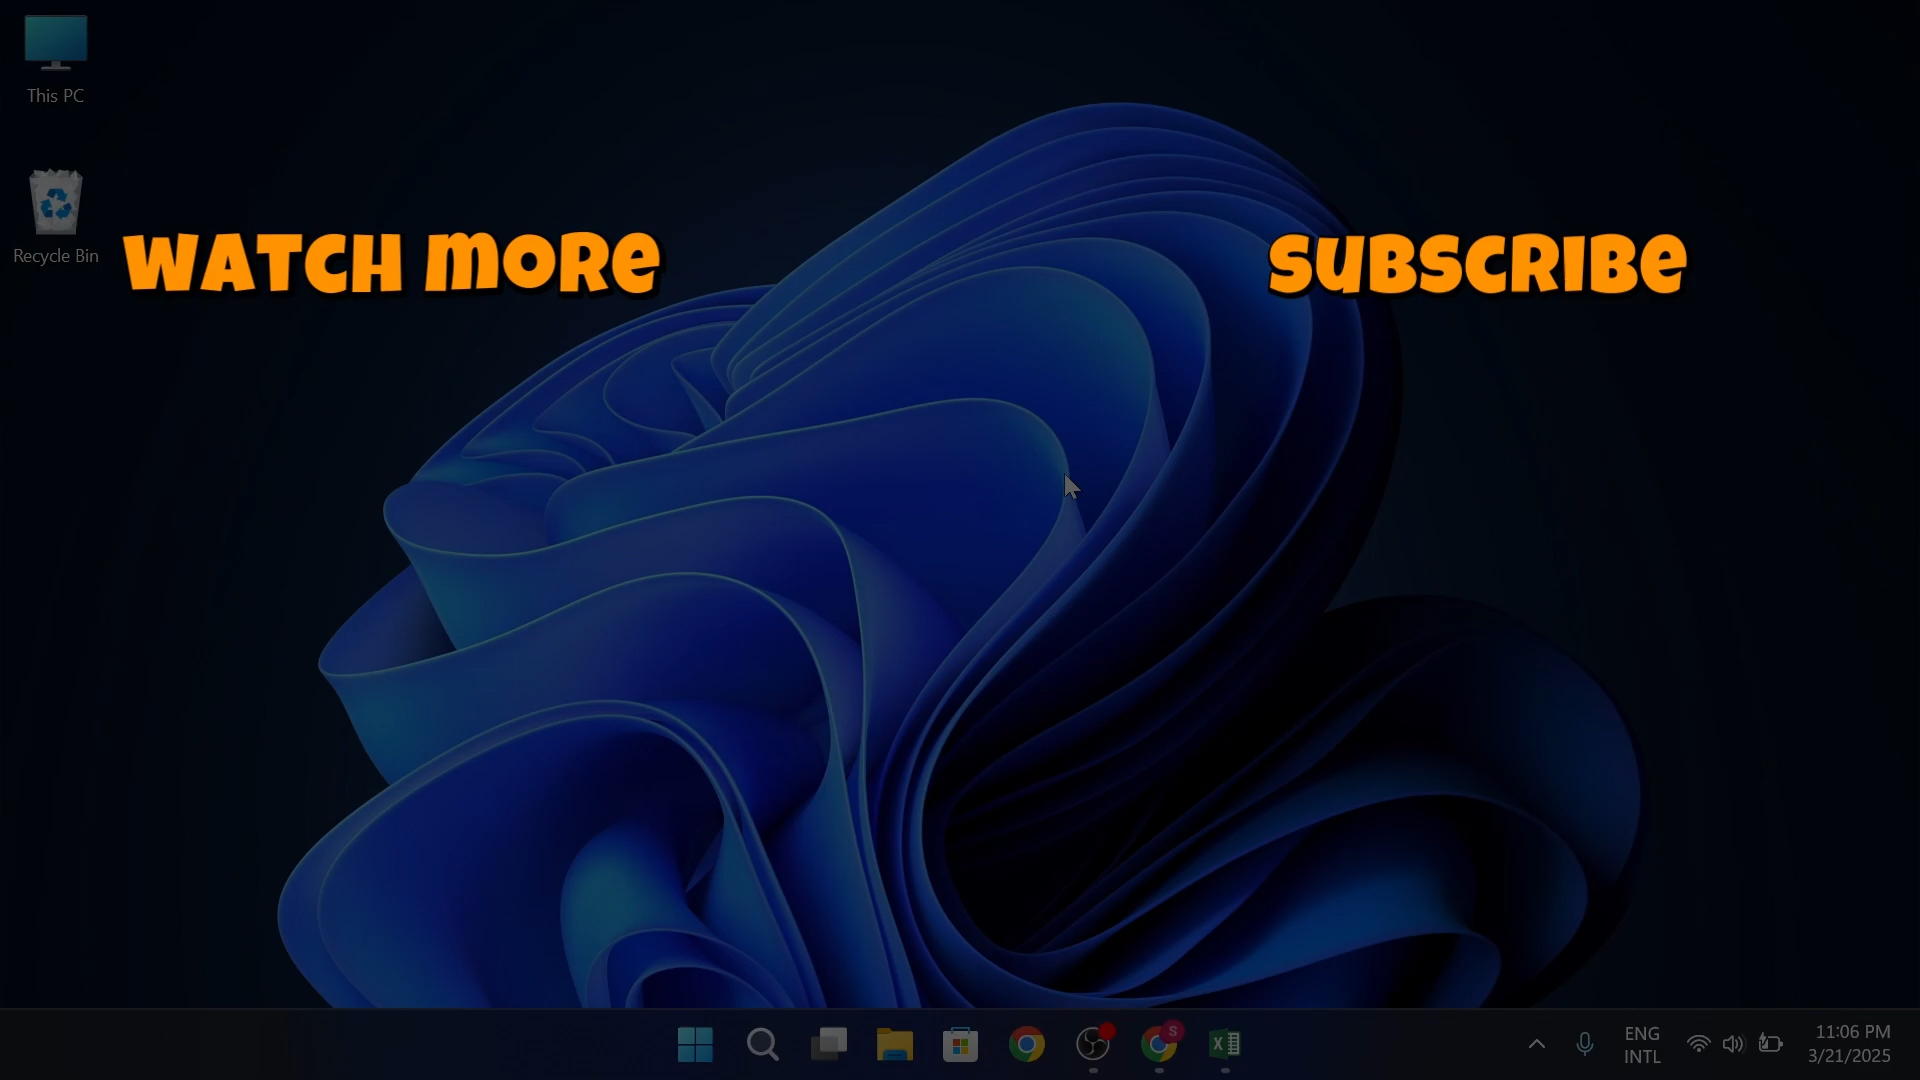 This PC
Recycle Bin
WATCH MORE
SUBSCRIBE
S
X
ENG
INTL
11:06 PM
3/21/2025